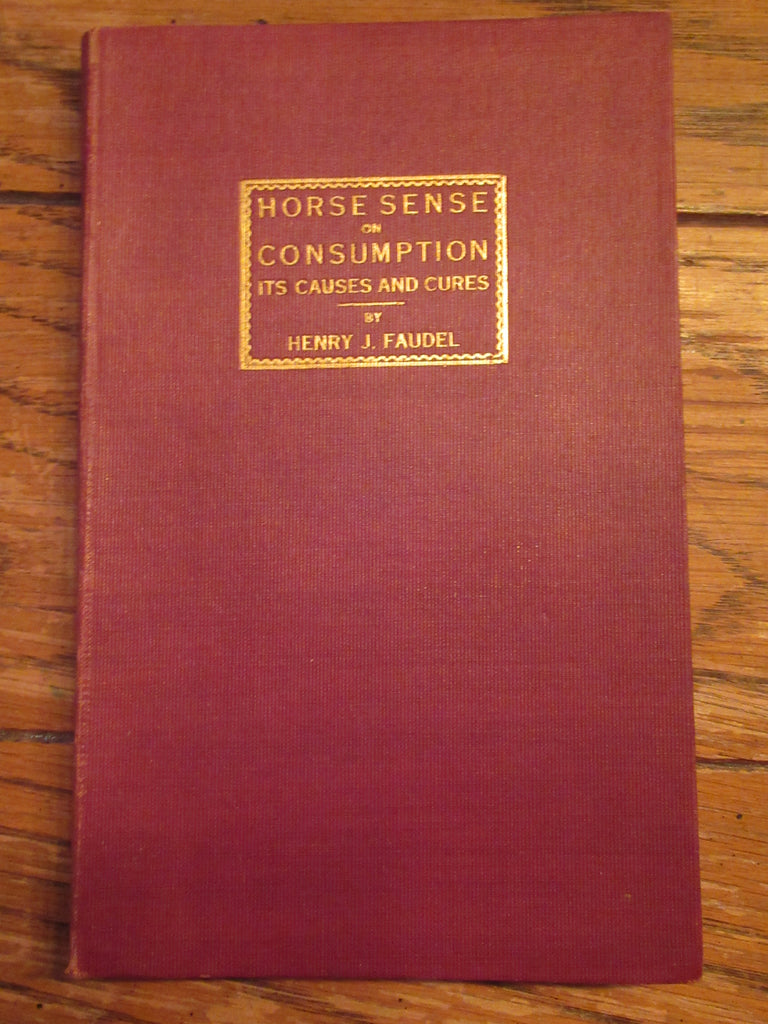 HORSE SENSE
ON
CONSUMPTION
ITS CAUSES AND CURES
BY
HENRY J. FAUDEL